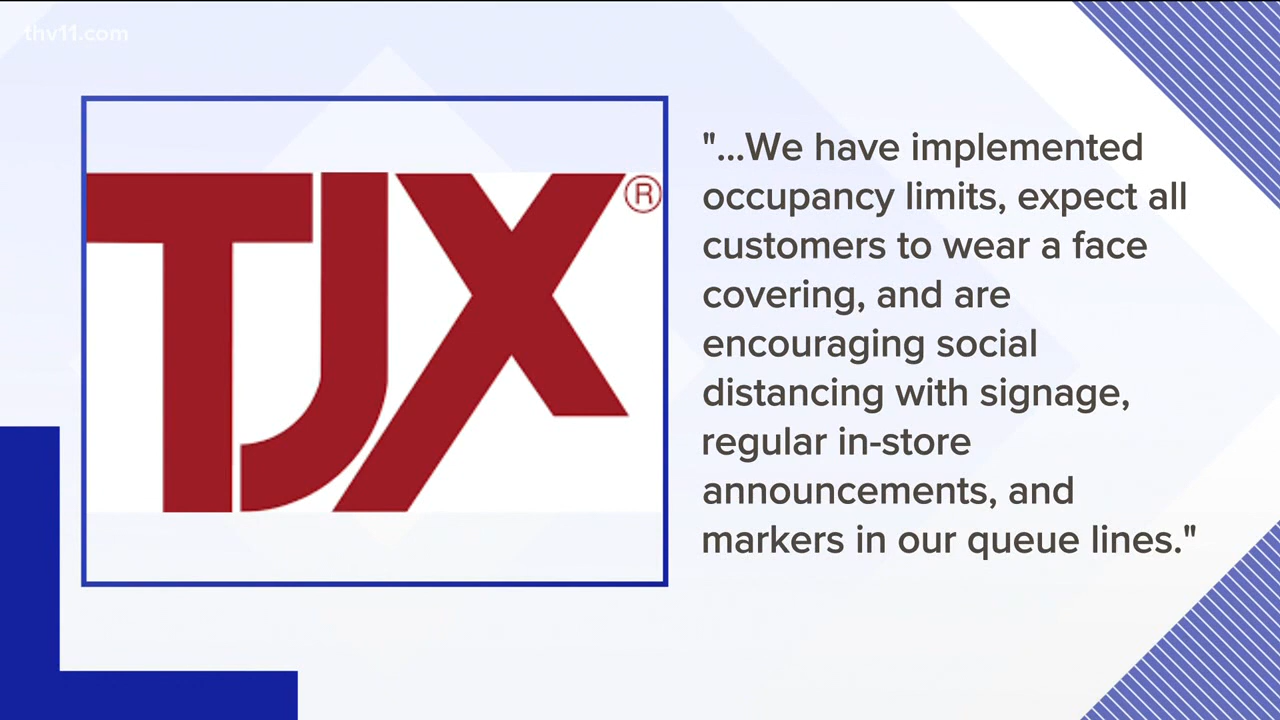 thv11.com
TJX®
"...We have implemented
occupancy limits, expect all
customers to wear a face
covering, and are
encouraging social
distancing with signage,
regular in-store
announcements, and
markers in our queue lines."